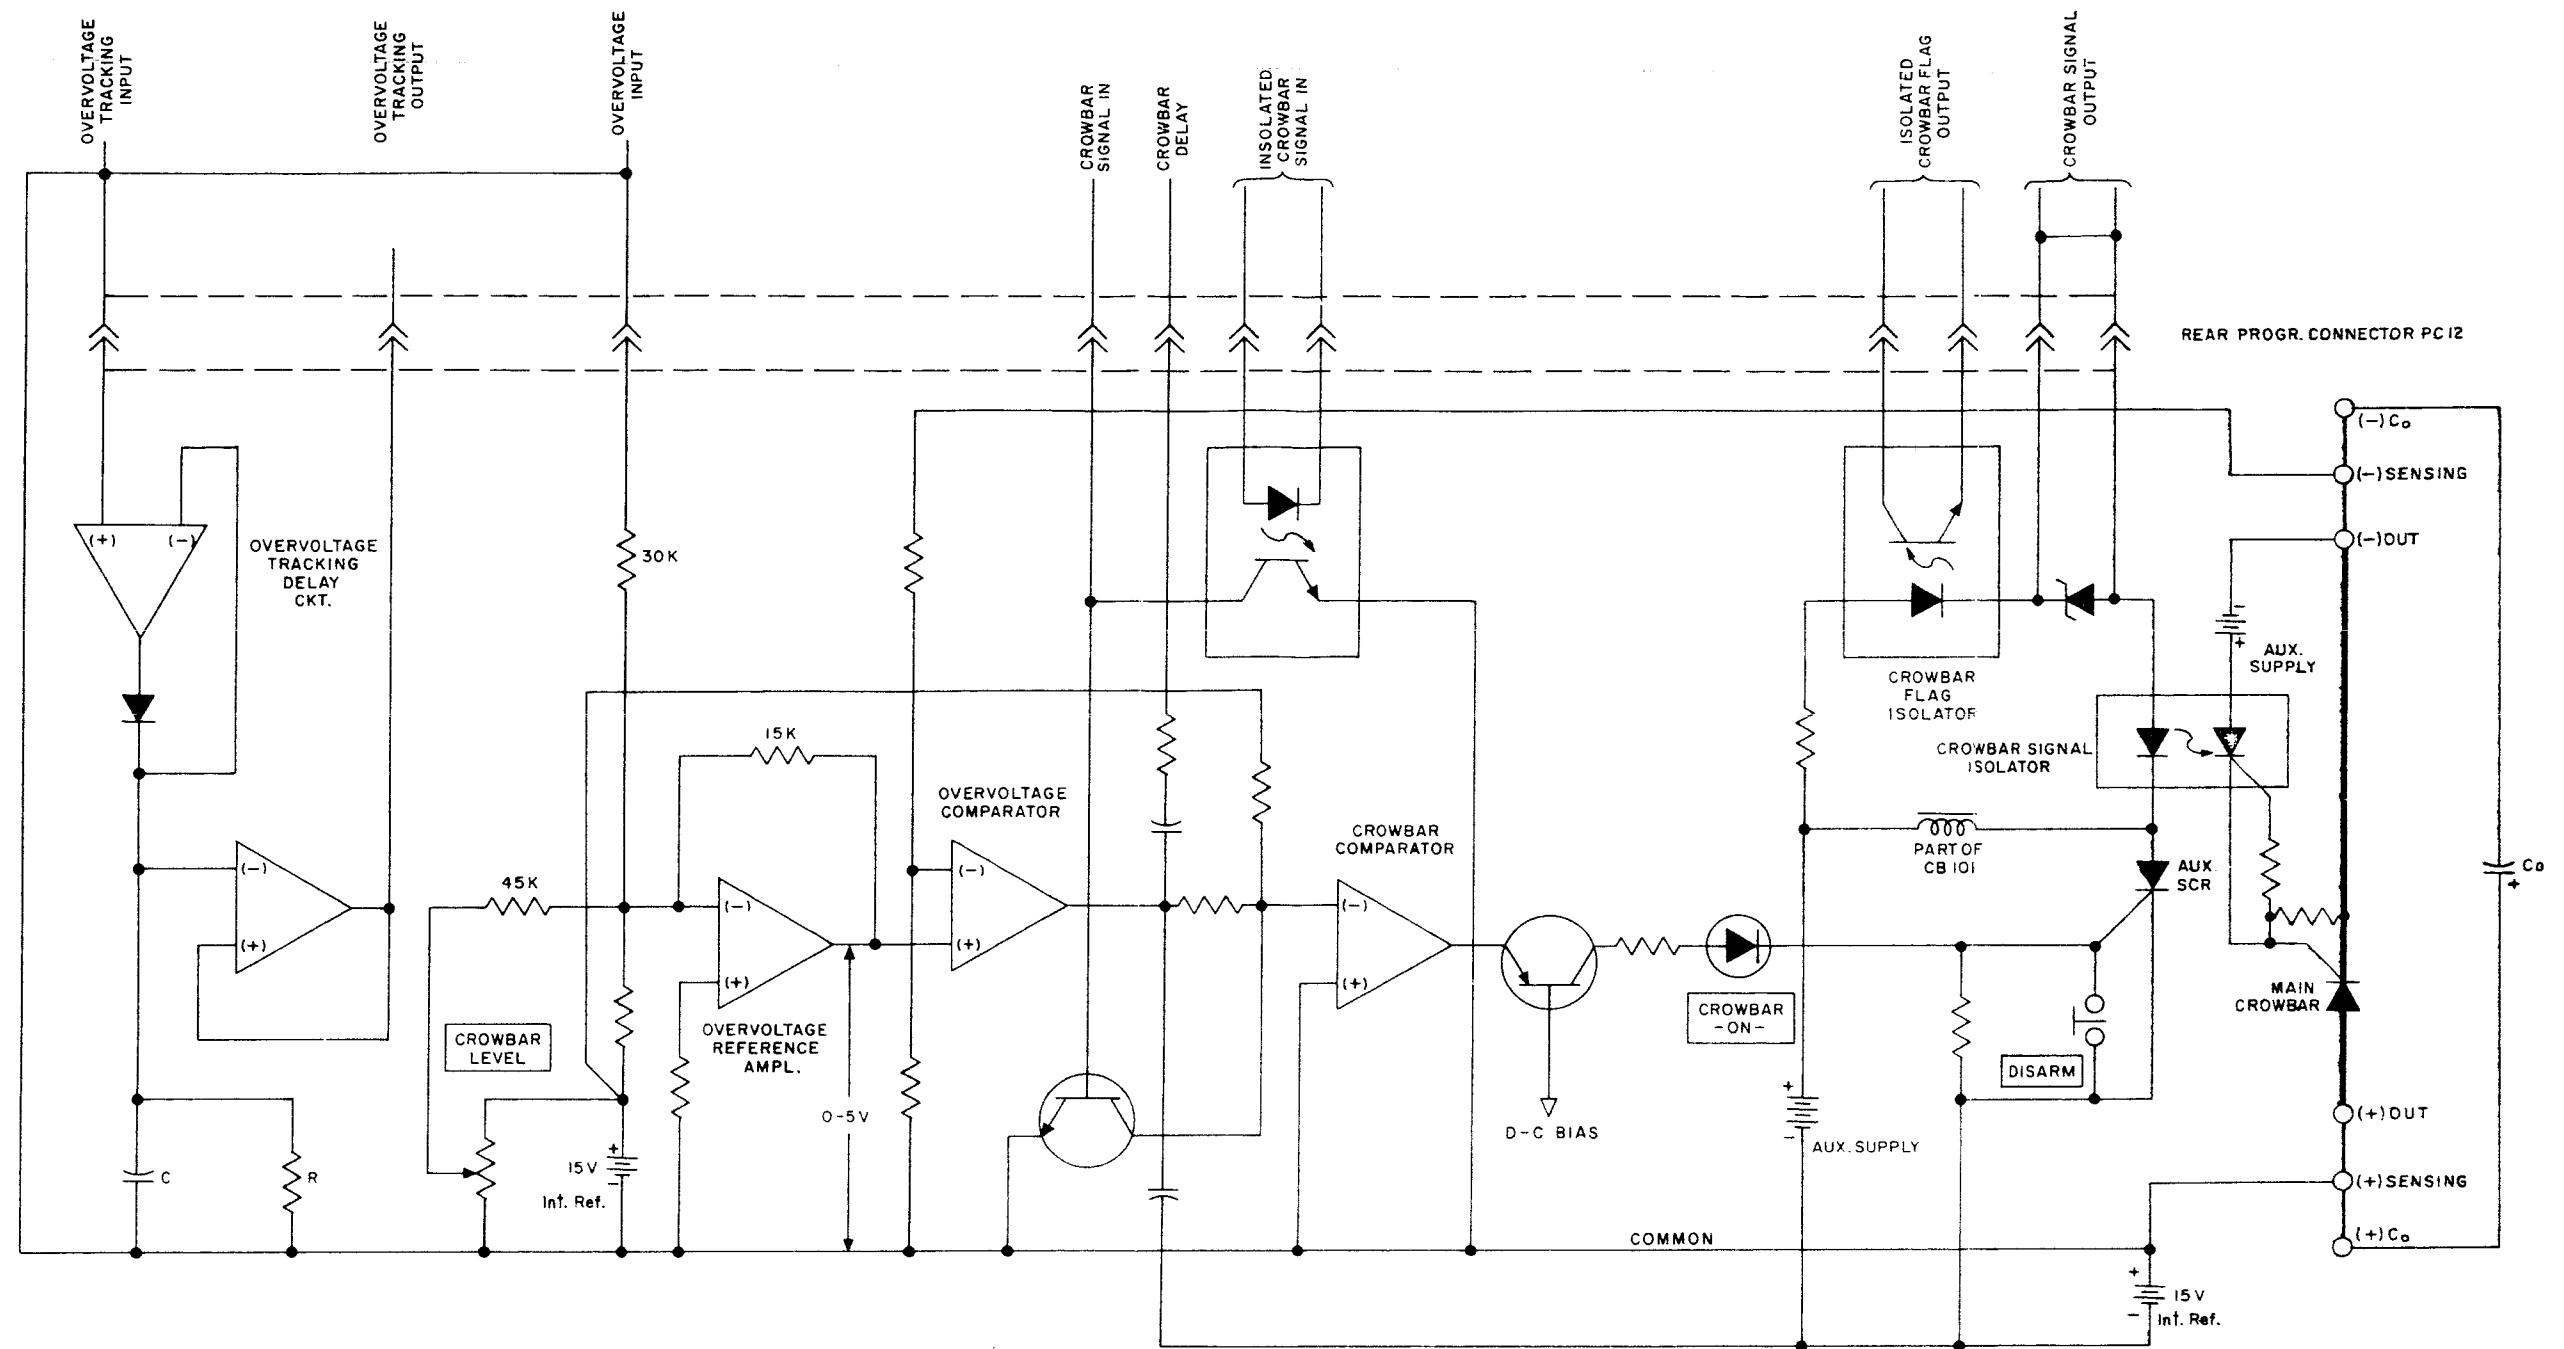 OVERVOLTAGE
TRACKING
INPUT
OVERVOLTAGE
TRACKING
OUTPUT
OVERVOLTAGE
INPUT
CROWBAR
SIGNAL IN
CROWBAR
DELAY
INSOLATED
CROWBAR
SIGNAL IN
ISOLATED
CROWBAR FLAG
OUTPUT
CROWBAR SIGNAL
OUTPUT
REAR PROGR. CONNECTOR PC12
(-) Co
(-) SENSING
(-) OUT
(+)
(-)
OVERVOLTAGE
TRACKING
DELAY
CKT.
30K
-
+
AUX.
SUPPLY
CROWBAR
FLAG
ISOLATOR
CROWBAR SIGNAL
ISOLATOR
15K
OVERVOLTAGE
COMPARATOR
CROWBAR
COMPARATOR
PART OF
CB 101
AUX
SCR
Co
+
(-)
(+)
45K
(-)
(+)
(-)
(+)
(-)
(+)
CROWBAR
LEVEL
OVERVOLTAGE
REFERENCE
AMPL.
CROWBAR
-ON-
DISARM
MAIN
CROWBAR
0-5V
D-C BIAS
+
-
AUX. SUPPLY
(+) OUT
C
R
+
15V
-
Int. Ref.
(+) SENSING
COMMON
(+) Co
+
15V
-
Int. Ref.